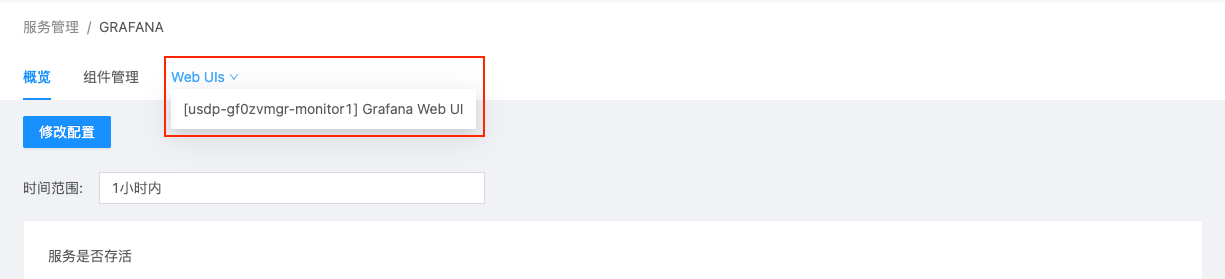 服务管理 / GRAFANA
概览 组件管理 Web UIs
[usdp-gf0zvmgr-monitor1] Grafana Web UI
修改配置
时间范围: 1小时内
服务是否存活